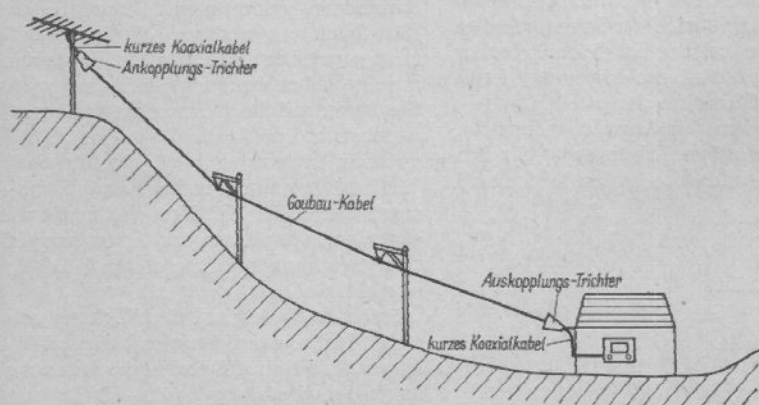 kurzes Koaxialkabel
Ankopplungs-Trichter
Goubau-Kabel
Auskopplungs-Trichter
kurzes Koaxialkabel